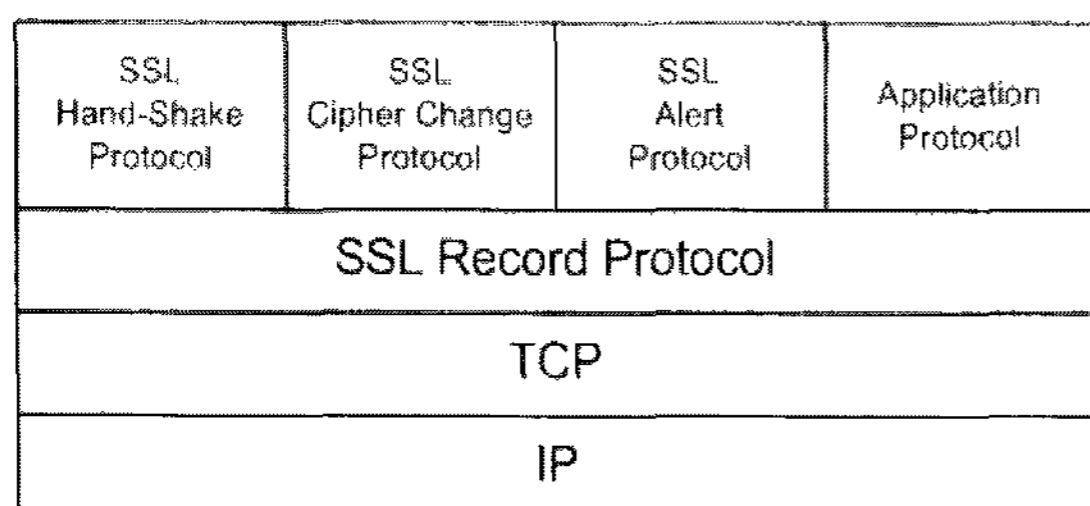 SSL
Hand-Shake
Protocol
SSL
Cipher Change
Protocol
SSL
Alert
Protocol
Application
Protocol
SSL Record Protocol
TCP
IP